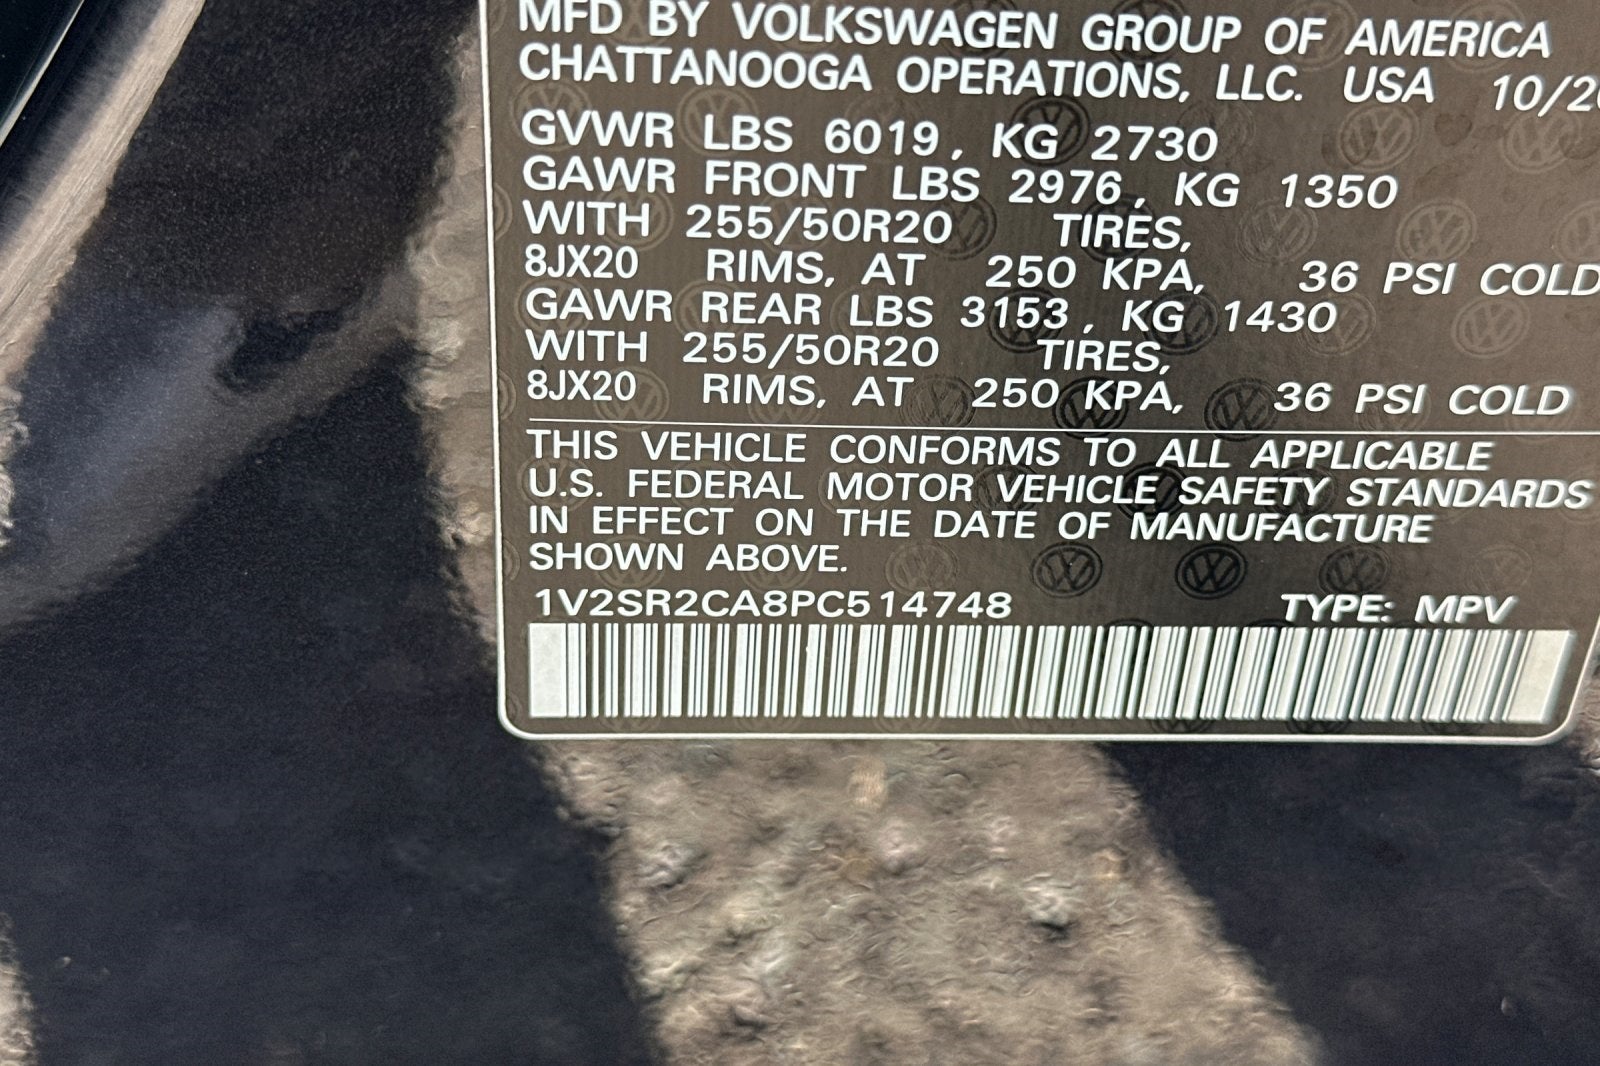 MFD BY VOLKSWAGEN GROUP OF AMERICA
CHATTANOOGA OPERATIONS, LLC. USA 10/20
GVWR LBS 6019, KG 2730
GAWR FRONT LBS 2976, KG 1350
WITH 255/50R20 TIRES,
8JX20 RIMS, AT 250 KPA, 36 PSI COLD
GAWR REAR LBS 3153, KG 1430
WITH 255/50R20 TIRES,
8JX20 RIMS, AT 250 KPA, 36 PSI COLD
THIS VEHICLE CONFORMS TO ALL APPLICABLE
U.S. FEDERAL MOTOR VEHICLE SAFETY STANDARDS
IN EFFECT ON THE DATE OF MANUFACTURE
SHOWN ABOVE.
1V2SR2CA8PC514748 TYPE: MPV